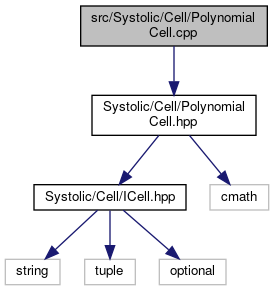 src/Systolic/Cell/Polynomial
Cell.cpp
Systolic/Cell/Polynomial
Cell.hpp
Systolic/Cell/ICell.hpp
cmath
string
tuple
optional